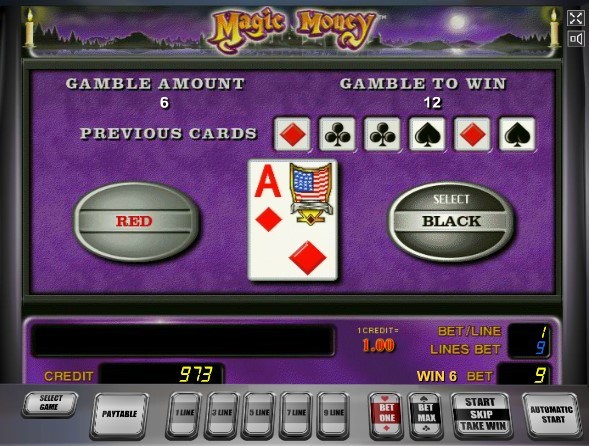 Magic Money™
GAMBLE AMOUNT
6
GAMBLE TO WIN
12
PREVIOUS CARDS
A
RED
SELECT
BLACK
1 CREDIT=
1.00
BET/LINE 1
LINES BET 9
CREDIT 973
WIN 6 BET 9
SELECT
GAME
PAYTABLE
1 LINE
3 LINE
5 LINE
7 LINE
9 LINE
BET
ONE
BET
MAX
START
SKIP
TAKE WIN
AUTOMATIC
START